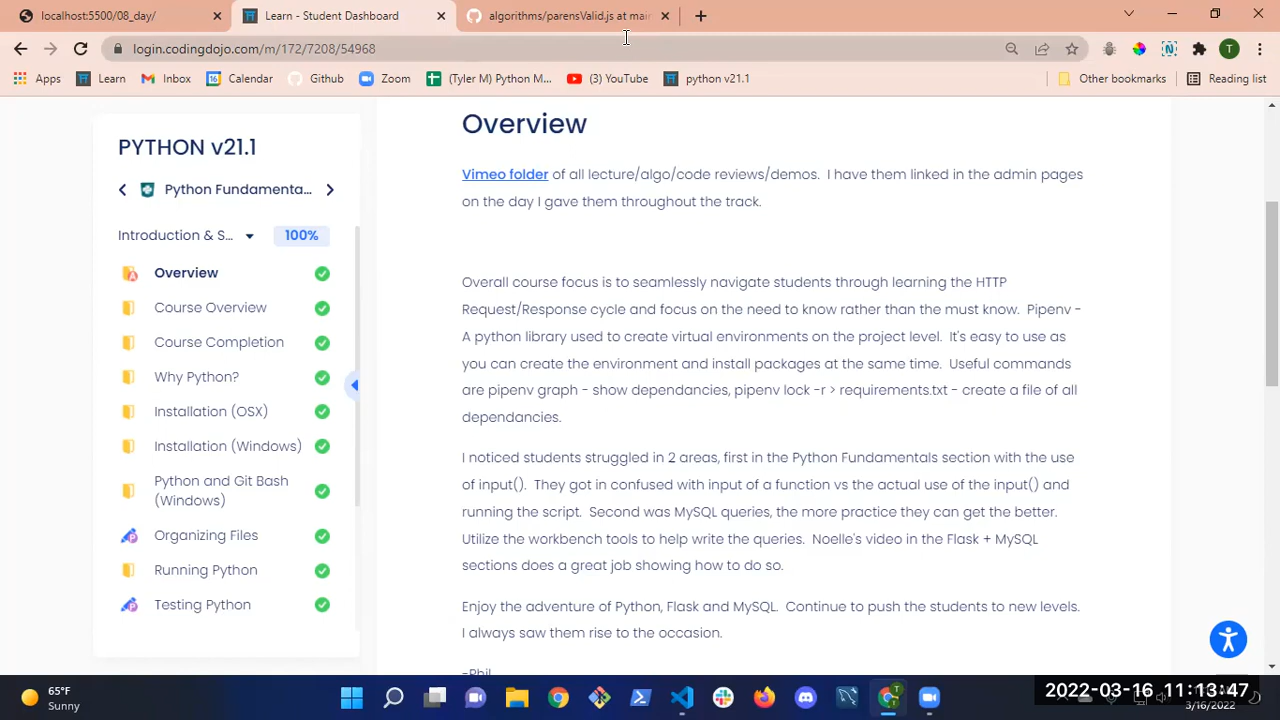 localhost:5500/08_day/
Learn - Student Dashboard
algorithms/parensValid.js at mai
login.codingdojo.com/m/172/7208/54968
T
Apps
Learn
Inbox
Calendar
Github
Zoom
(Tyler M) Python M...
(3) YouTube
python v21.1
Other bookmarks
Reading list
PYTHON v21.1
Python Fundamenta...
Introduction & S...
100%
Overview
Course Overview
Course Completion
Why Python?
Installation (OSX)
Installation (Windows)
Python and Git Bash
(Windows)
Organizing Files
Running Python
Testing Python
Overview
Vimeo folder of all lecture/algo/code reviews/demos. I have them linked in the admin pages
on the day I gave them throughout the track.
Overall course focus is to seamlessly navigate students through learning the HTTP
Request/Response cycle and focus on the need to know rather than the must know. Pipenv -
A python library used to create virtual environments on the project level. It's easy to use as
you can create the environment and install packages at the same time. Useful commands
are pipenv graph - show dependancies, pipenv lock -r > requirements.txt - create a file of all
dependancies.
I noticed students struggled in 2 areas, first in the Python Fundamentals section with the use
of input(). They got in confused with input of a function vs the actual use of the input() and
running the script. Second was MySQL queries, the more practice they can get the better.
Utilize the workbench tools to help write the queries. Noelle's video in the Flask + MySQL
sections does a great job showing how to do so.
Enjoy the adventure of Python, Flask and MySQL. Continue to push the students to new levels.
I always saw them rise to the occasion.
-Phil
65°F
Sunny
2022-03-16 11:13:47
3/16/2022